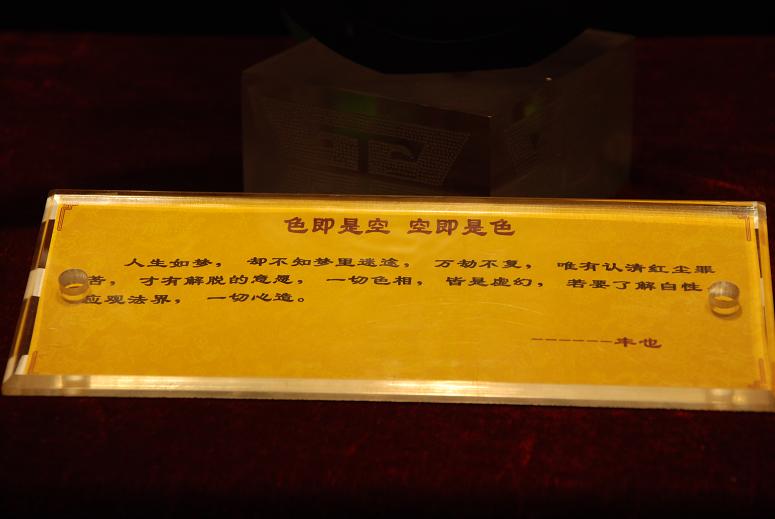 色即是空 空即是色
人生如梦, 却不知梦里迷途, 万劫不复, 唯有认清红尘罪
苦, 才有解脱的意愿, 一切色相, 皆是虚幻, 若要了解自性,
应观法界, 一切心造。
------未也